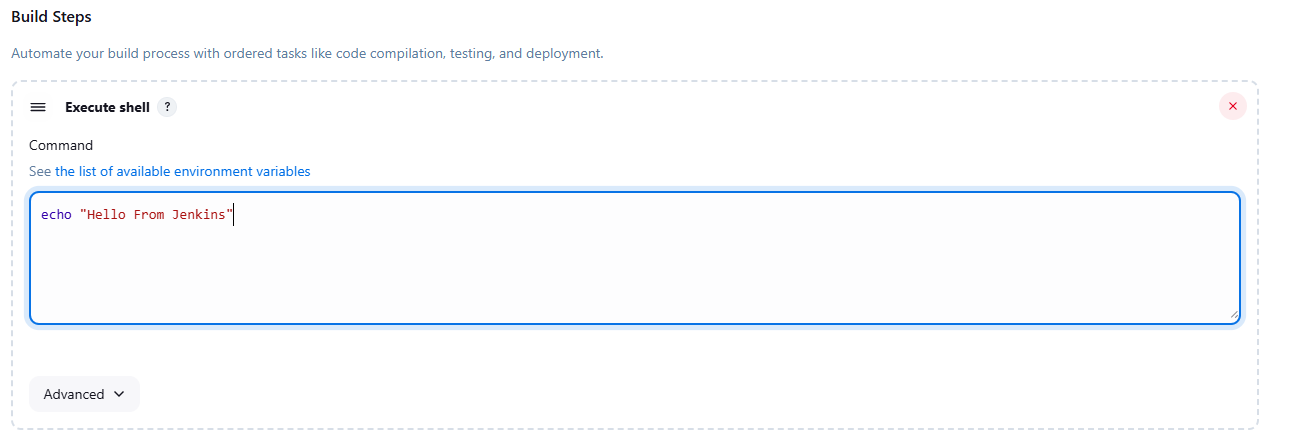 Build Steps
Automate your build process with ordered tasks like code compilation, testing, and deployment.
Execute shell ?
Command
See the list of available environment variables
echo "Hello From Jenkins"
Advanced